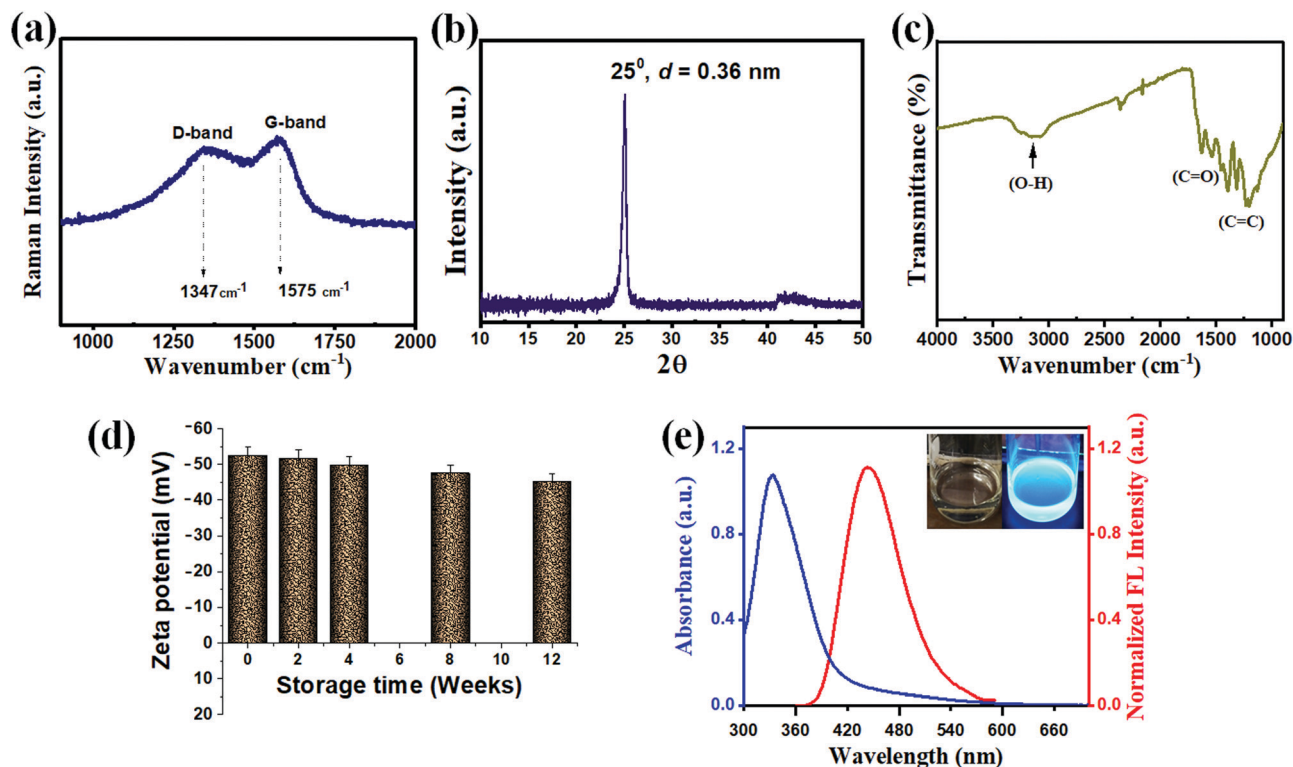 (a)
Raman Intensity (a.u.)
D-band
G-band
1347 cm⁻¹
1575 cm⁻¹
1000 1250 1500 1750 2000
Wavenumber (cm⁻¹)
(b)
Intensity (a.u.)
25⁰, d = 0.36 nm
10 15 20 25 30 35 40 45 50
2θ
(c)
Transmittance (%)
(O-H)
(C=O)
(C=C)
4000 3500 3000 2500 2000 1500 1000
Wavenumber (cm⁻¹)
(d)
Zeta potential (mV)
-60
-50
-40
-30
-20
-10
0
10
20
0 2 4 6 8 10 12
Storage time (Weeks)
(e)
Absorbance (a.u.)
1.2
0.8
0.4
0.0
Normalized FL Intensity (a.u.)
1.2
0.8
0.4
0.0
300 360 420 480 540 600 660
Wavelength (nm)